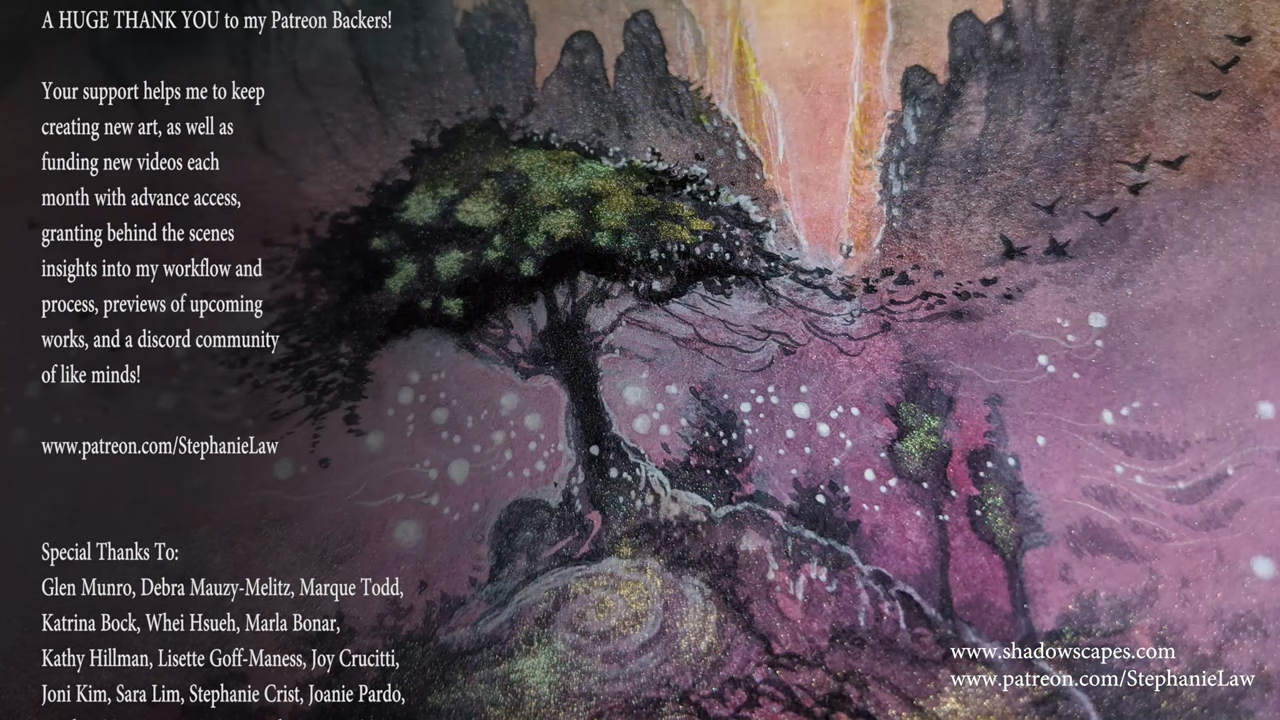 A HUGE THANK YOU to my Patreon Backers!
Your support helps me to keep
creating new art, as well as
funding new videos each
month with advance access,
granting behind the scenes
insights into my workflow and
process, previews of upcoming
works, and a discord community
of like minds!
www.patreon.com/StephanieLaw
Special Thanks To:
Glen Munro, Debra Mauzy-Melitz, Marque Todd,
Katrina Bock, Whei Hsueh, Marla Bonar,
Kathy Hillman, Lisette Goff-Maness, Joy Crucitti,
Joni Kim, Sara Lim, Stephanie Crist, Joanie Pardo,
www.shadowscapes.com
www.patreon.com/StephanieLaw